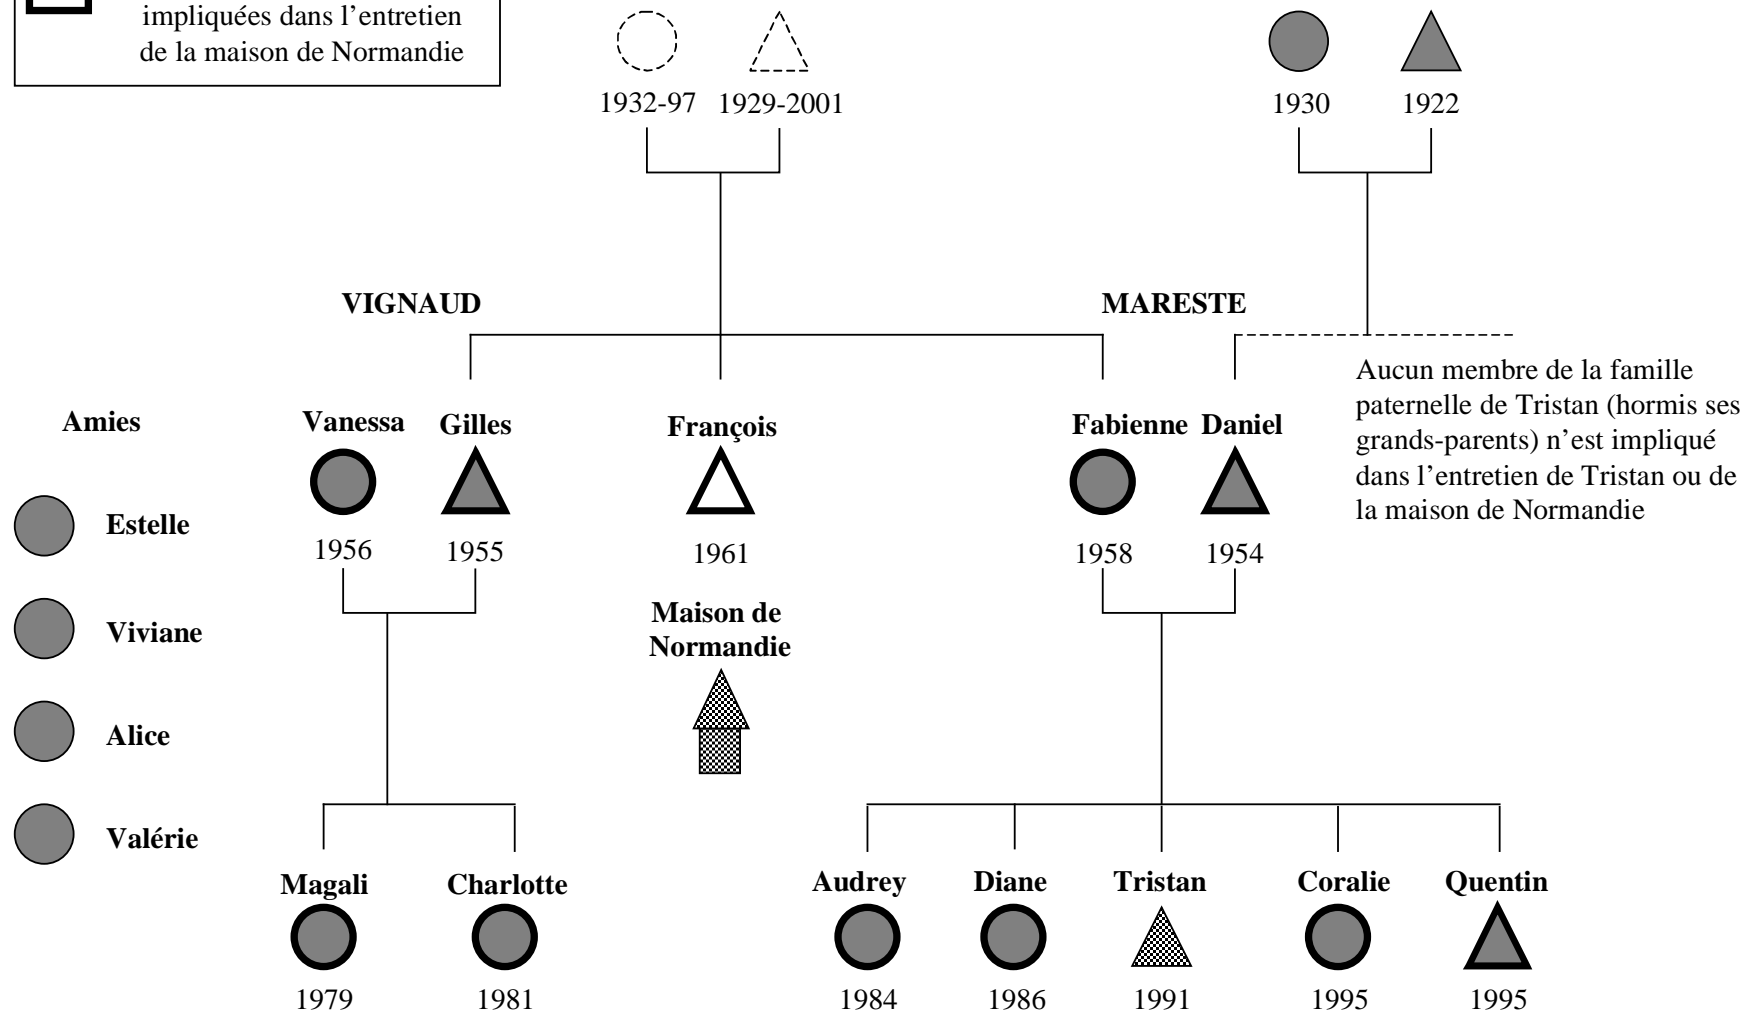 impliquées dans l'entretien
de la maison de Normandie
1932-97 1929-2001
1930 1922
VIGNAUD MARESTE
Aucun membre de la famille
paternelle de Tristan (hormis ses
grands-parents) n'est impliqué
dans l'entretien de Tristan ou de
la maison de Normandie
Amies
Estelle
Viviane
Alice
Valérie
Vanessa Gilles François Fabienne Daniel
1956 1955 1961 1958 1954
Maison de
Normandie
Magali Charlotte Audrey Diane Tristan Coralie Quentin
1979 1981 1984 1986 1991 1995 1995